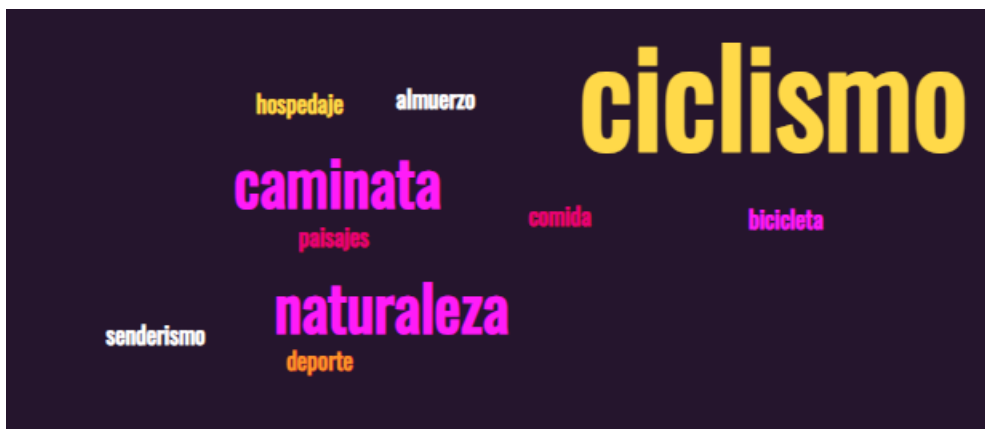 ciclismo
hospedaje
almuerzo
caminata
comida
bicicleta
paisajes
naturaleza
senderismo
deporte